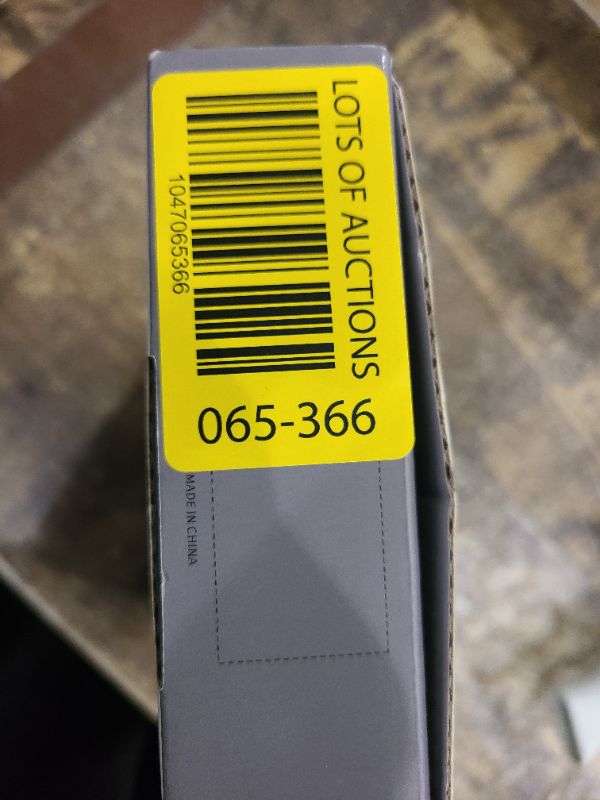 LOTS OF AUCTIONS
1047065366
065-366
MADE IN CHINA